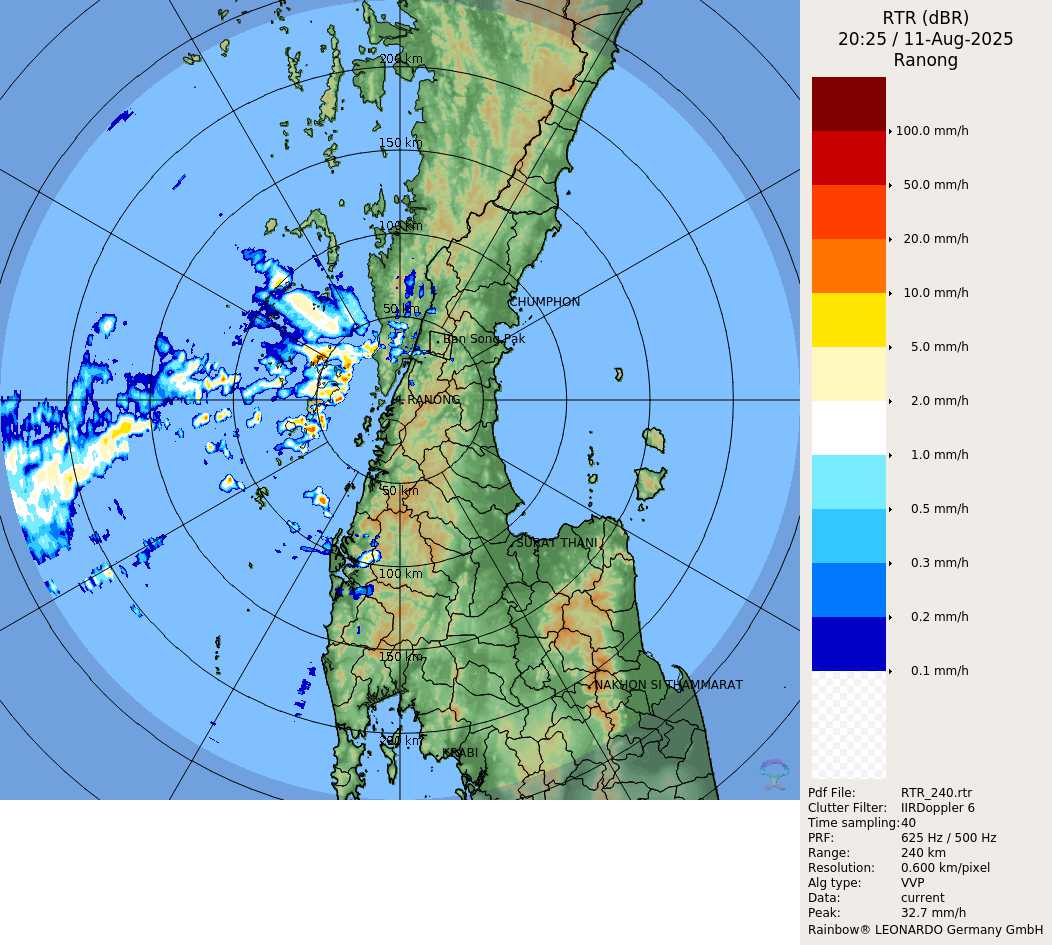 RTR (dBR)
20:25 / 11-Aug-2025
Ranong
200 km
150 km
100 km
50 km
CHUMPHON
Ban Song Pak
RANONG
50 km
SURAT THANI
100 km
150 km
NAKHON SI THAMMARAT
200 km
KRABI
100.0 mm/h
50.0 mm/h
20.0 mm/h
10.0 mm/h
5.0 mm/h
2.0 mm/h
1.0 mm/h
0.5 mm/h
0.3 mm/h
0.2 mm/h
0.1 mm/h
Pdf File: RTR_240.rtr
Clutter Filter: IIRDoppler 6
Time sampling:40
PRF: 625 Hz / 500 Hz
Range: 240 km
Resolution: 0.600 km/pixel
Alg type: VVP
Data: current
Peak: 32.7 mm/h
Rainbow® LEONARDO Germany GmbH